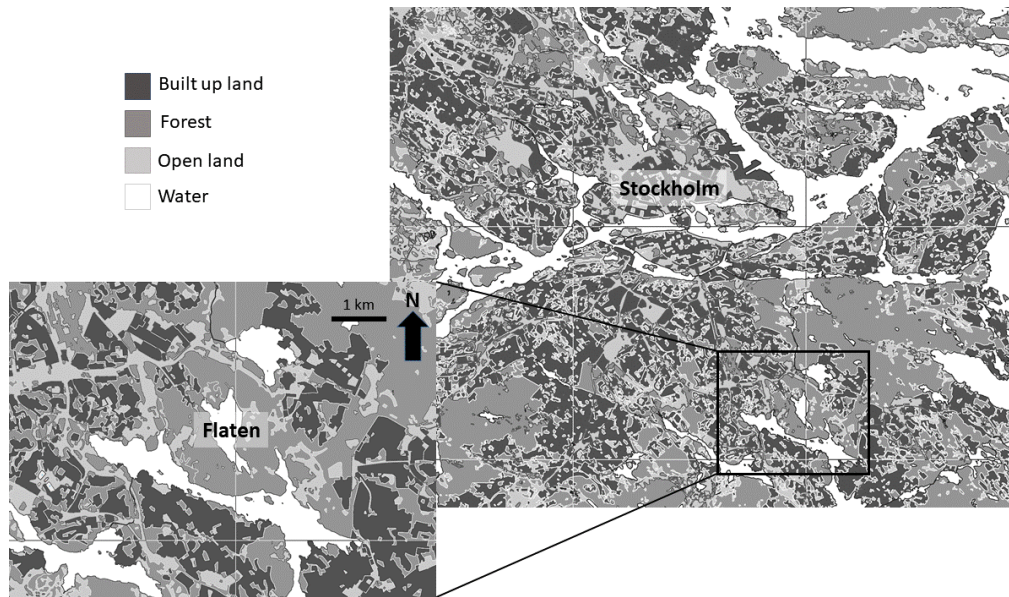 Built up land
Forest
Open land
Water
Stockholm
1 km
N
Flaten